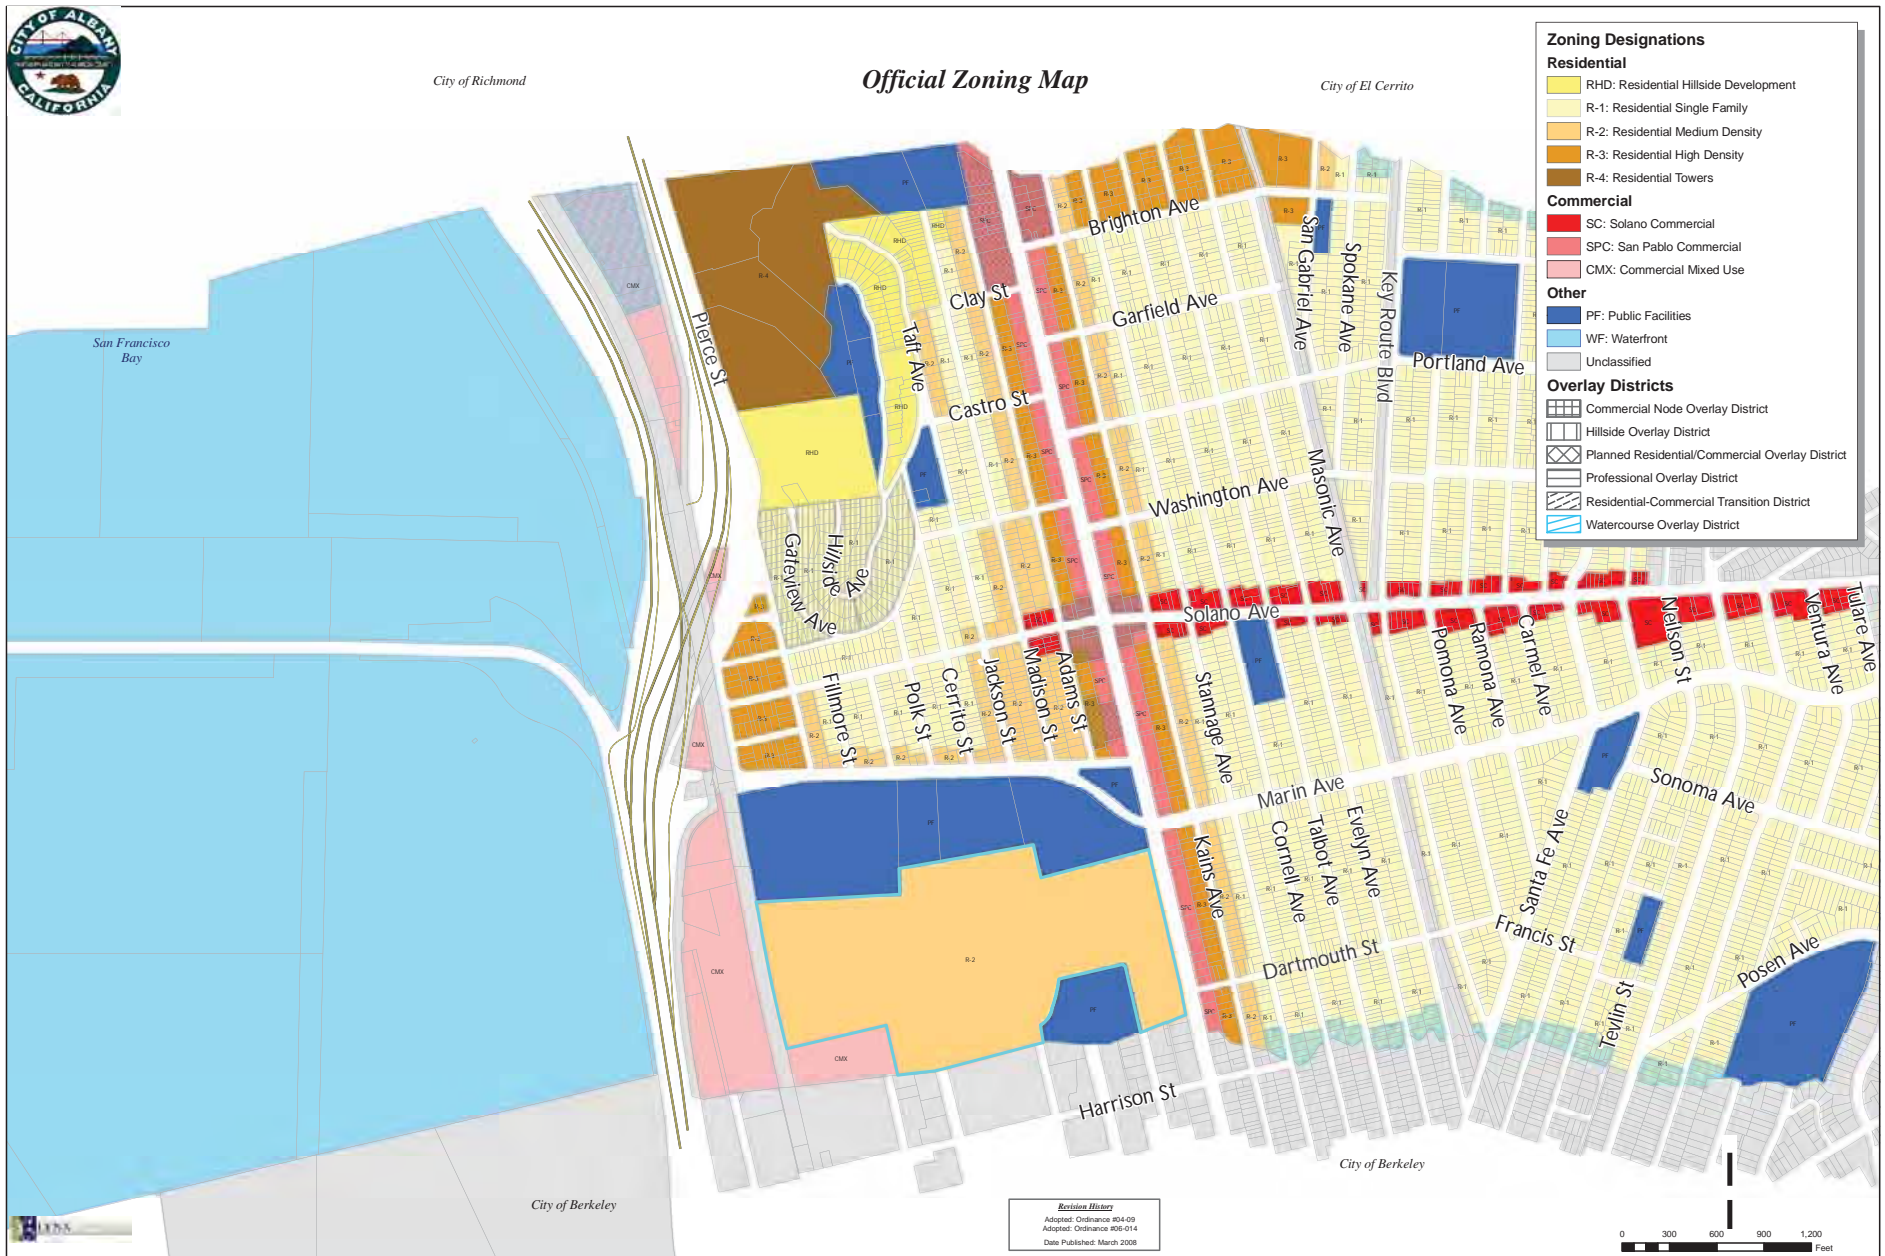 CITY OF ALBANY
CALIFORNIA
City of Richmond
Official Zoning Map
City of El Cerrito
Zoning Designations
Residential
RHD: Residential Hillside Development
R-1: Residential Single Family
R-2: Residential Medium Density
R-3: Residential High Density
R-4: Residential Towers
Commercial
SC: Solano Commercial
SPC: San Pablo Commercial
CMX: Commercial Mixed Use
Other
PF: Public Facilities
WF: Waterfront
Unclassified
Overlay Districts
Commercial Node Overlay District
Hillside Overlay District
Planned Residential/Commercial Overlay District
Professional Overlay District
Residential-Commercial Transition District
Watercourse Overlay District
San Francisco
Bay
Pierce St
Taft Ave
Clay St
Castro St
Brighton Ave
Garfield Ave
San Gabriel Ave
Spokane Ave
Key Route Blvd
Portland Ave
Washington Ave
Masonic Ave
Gateview Ave
Hillside Ave
Solano Ave
Fillmore St
Polk St
Cerrito St
Jackson St
Madison St
Adams St
Stannage Ave
Pomona Ave
Ramona Ave
Carmel Ave
Neilson St
Ventura Ave
Tulare Ave
Marin Ave
Sonoma Ave
Kains Ave
Cornell Ave
Talbot Ave
Evelyn Ave
Santa Fe Ave
Francis St
Dartmouth St
Posen Ave
Tevlin St
Harrison St
R-4
RHD
PF
CMX
R-2
CMX
PF
City of Berkeley
City of Berkeley
Revision History
Adopted: Ordinance #04-09
Adopted: Ordinance #06-014
Date Published: March 2008
0 300 600 900 1,200
Feet